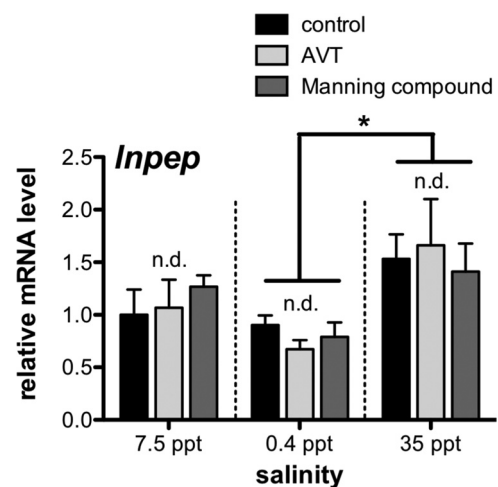 control
AVT
Manning compound
*
lnpep
2.5
2.0
1.5
1.0
0.5
0.0
relative mRNA level
n.d.
n.d.
n.d.
7.5 ppt
0.4 ppt
35 ppt
salinity